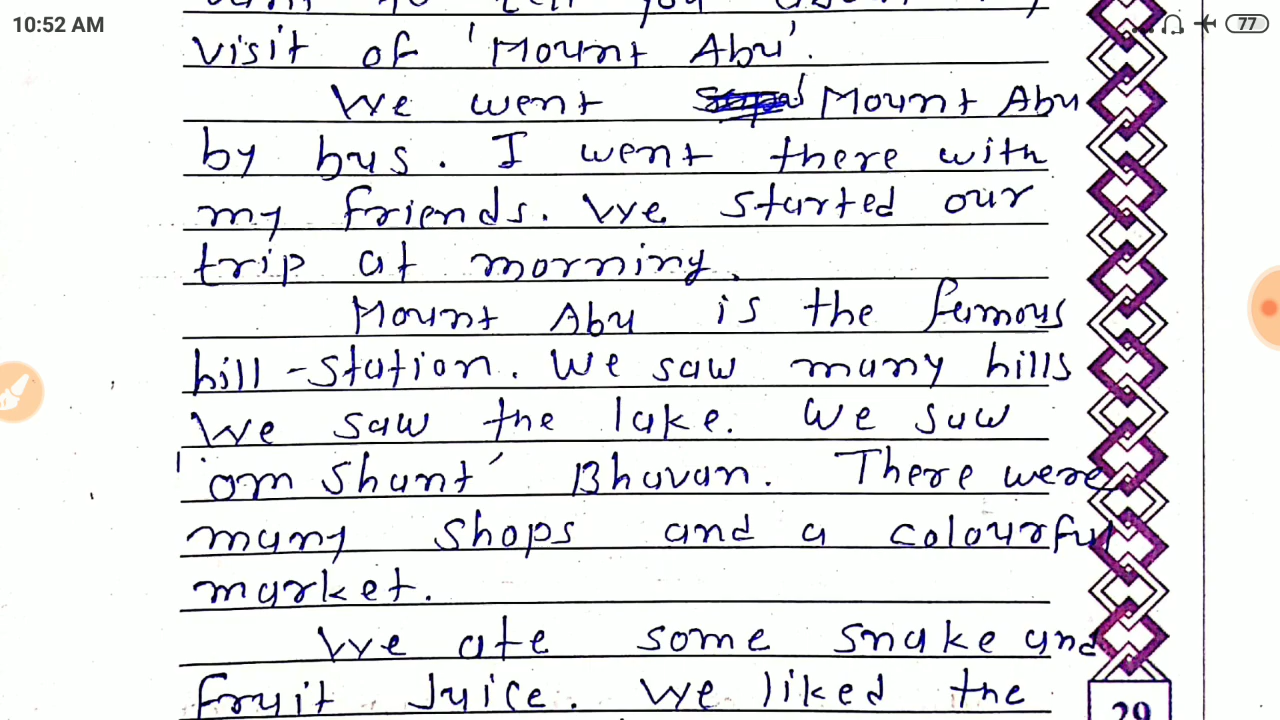 10:52 AM
77
visit of 'Mount Abu'.
We went Mount Abu
by bus. I went there with
my friends. We started our
trip at morning.
Mount Abu is the famous
hill-station. We saw many hills
We saw the lake. We saw
'om shant' Bhavan. There were
many shops and a colourful
market.
We ate some snake and
fruit Juice. We liked the
29